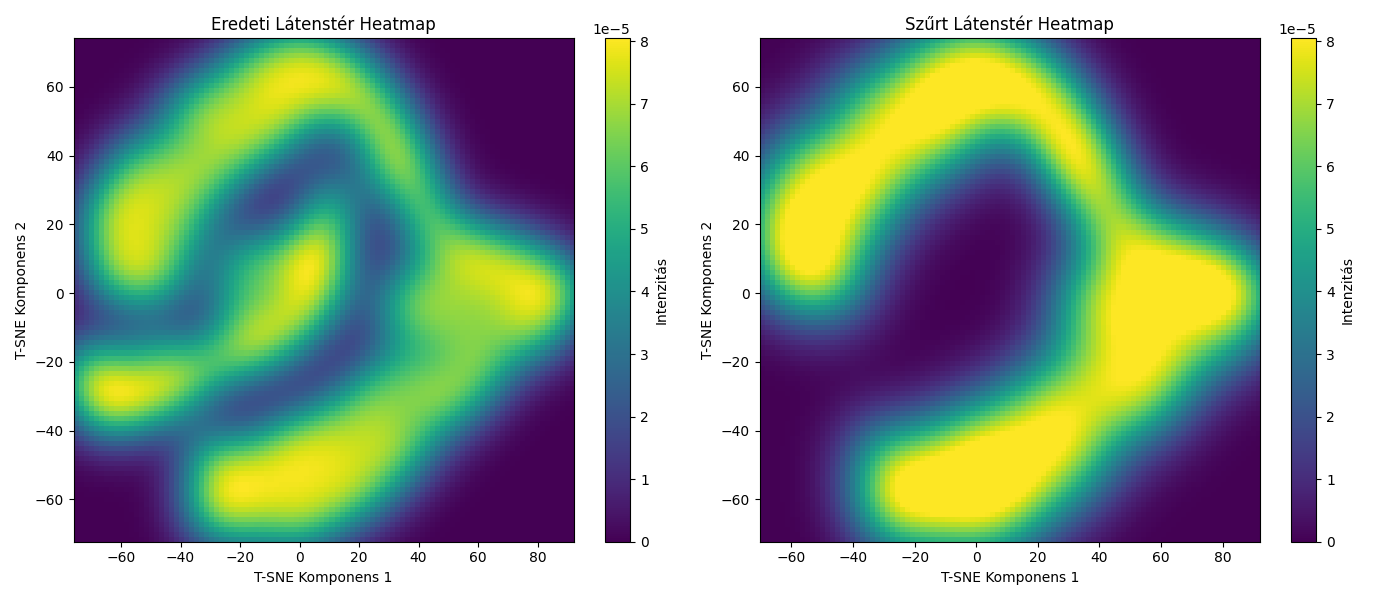 Eredeti Látenstér Heatmap
1e−5
T-SNE Komponens 2
60
40
20
0
−20
−40
−60
−60 −40 −20 0 20 40 60 80
T-SNE Komponens 1
8
7
6
5
4
3
2
1
0
Intenzitás
Szűrt Látenstér Heatmap
1e−5
T-SNE Komponens 2
60
40
20
0
−20
−40
−60
−60 −40 −20 0 20 40 60 80
T-SNE Komponens 1
8
7
6
5
4
3
2
1
0
Intenzitás